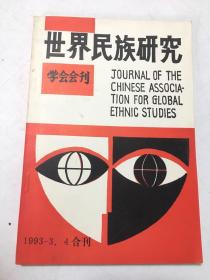 世界民族研究
学会会刊
JOURNAL OF THE
CHINESE ASSOCIA-
TION FOR GLOBAL
ETHNIC STUDIES
1993-3、4合刊